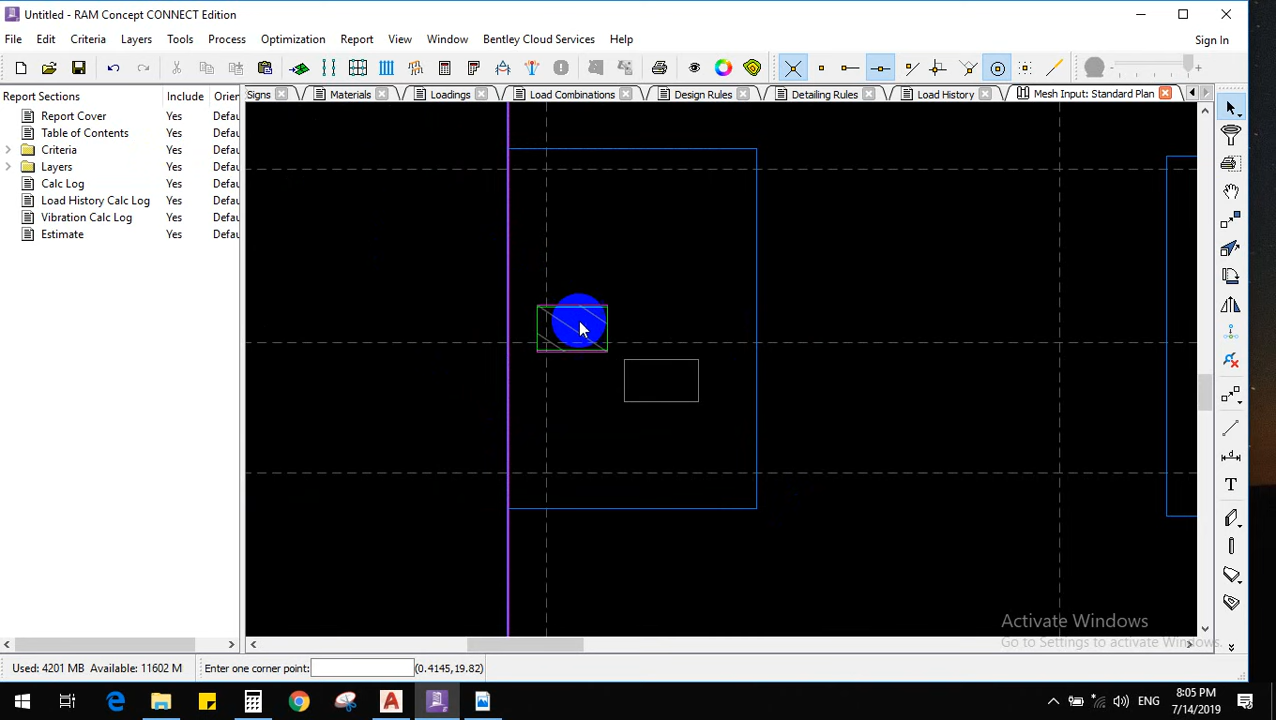 Untitled - RAM Concept CONNECT Edition
File Edit Criteria Layers Tools Process Optimization Report View Window Bentley Cloud Services Help
Sign In
Report Sections Include Orien
Signs Materials Loadings Load Combinations Design Rules Detailing Rules Load History Mesh Input: Standard Plan
Report Cover Yes Defau
Table of Contents Yes Defau
Criteria Yes Defau
Layers Yes Defau
Calc Log Yes Defau
Load History Calc Log Yes Defau
Vibration Calc Log Yes Defau
Estimate Yes Defau
T
Activate Windows
Go to Settings to activate Windows.
Used: 4201 MB Available: 11602 M Enter one corner point: (0.4145,19.82)
ENG
8:05 PM
7/14/2019